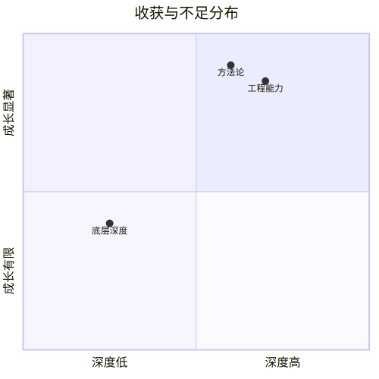 收获与不足分布
成长显著
方法论
工程能力
底层深度
成长有限
深度低
深度高